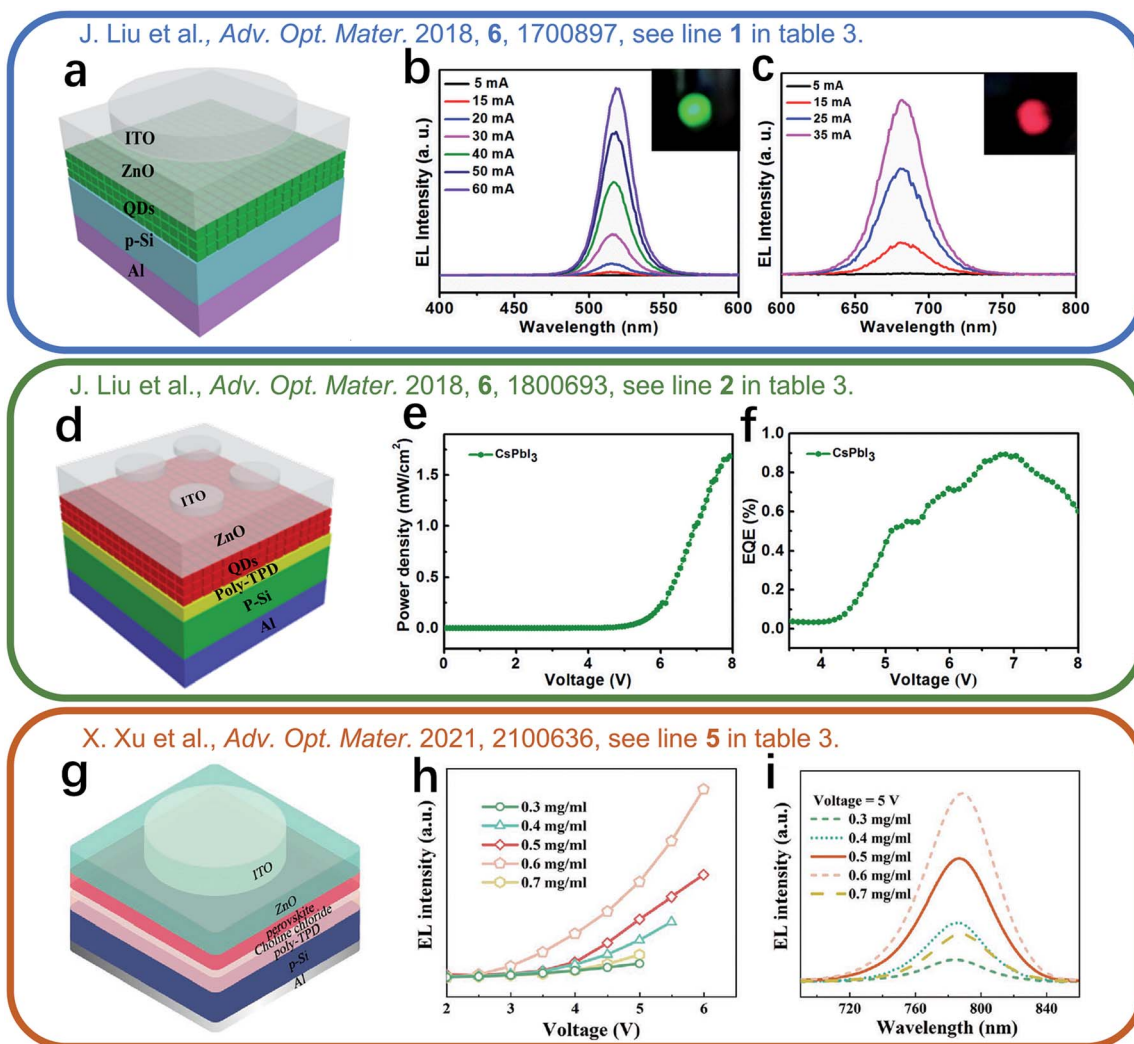 J. Liu et al., Adv. Opt. Mater. 2018, 6, 1700897, see line 1 in table 3.
a
ITO
ZnO
QDs
p-Si
Al
b
5 mA
15 mA
20 mA
30 mA
40 mA
50 mA
60 mA
EL Intensity (a. u.)
400 450 500 550 600
Wavelength (nm)
c
5 mA
15 mA
25 mA
35 mA
EL Intensity (a. u.)
600 650 700 750 800
Wavelength (nm)
J. Liu et al., Adv. Opt. Mater. 2018, 6, 1800693, see line 2 in table 3.
d
ITO
ZnO
QDs
Poly-TPD
P-Si
Al
e
CsPbI3
Power density (mW/cm2)
1.5
1.0
0.5
0.0
0 2 4 6 8
Voltage (V)
f
CsPbI3
EQE (%)
1.0
0.8
0.6
0.4
0.2
0.0
4 5 6 7 8
Voltage (V)
X. Xu et al., Adv. Opt. Mater. 2021, 2100636, see line 5 in table 3.
g
ITO
ZnO
perovskite
Choline chloride
poly-TPD
p-Si
Al
h
0.3 mg/ml
0.4 mg/ml
0.5 mg/ml
0.6 mg/ml
0.7 mg/ml
EL intensity (a.u.)
2 3 4 5 6
Voltage (V)
i
Voltage = 5 V
0.3 mg/ml
0.4 mg/ml
0.5 mg/ml
0.6 mg/ml
0.7 mg/ml
EL intensity (a.u.)
720 760 800 840
Wavelength (nm)